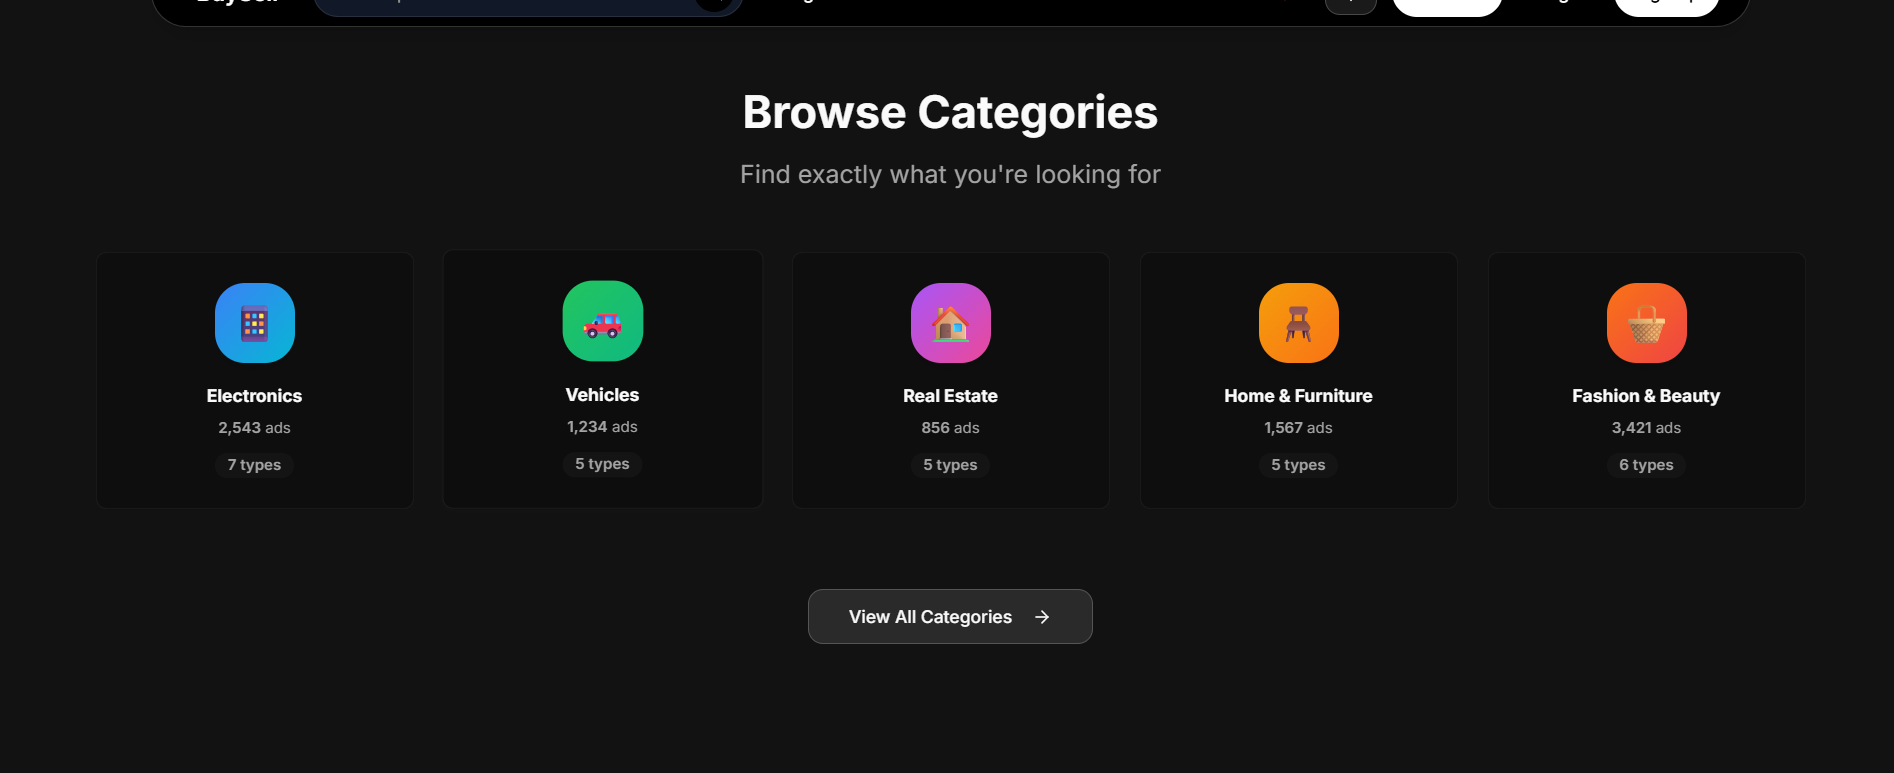 Browse Categories
Find exactly what you're looking for
Electronics
2,543 ads
7 types
Vehicles
1,234 ads
5 types
Real Estate
856 ads
5 types
Home & Furniture
1,567 ads
5 types
Fashion & Beauty
3,421 ads
6 types
View All Categories